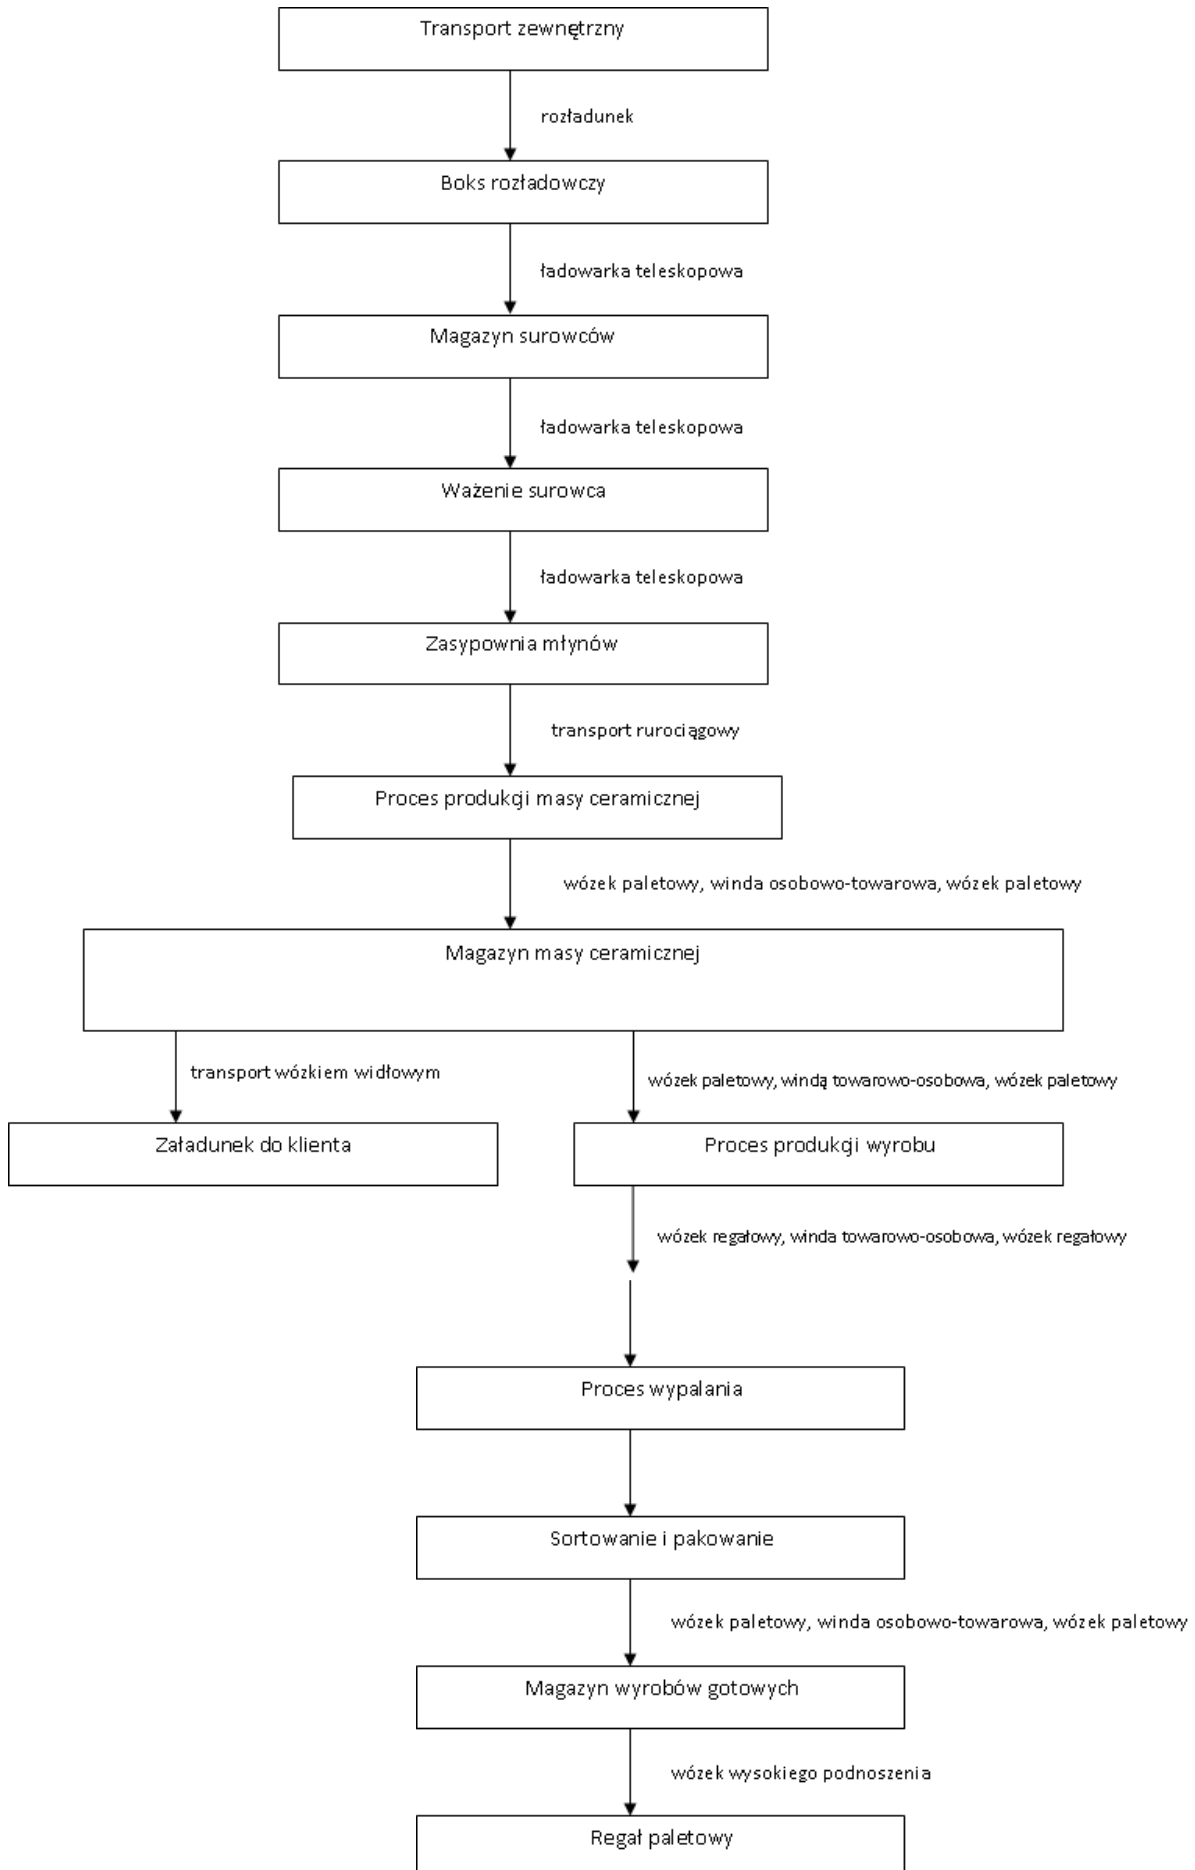 Transport zewnętrzny
rozładunek
Boks rozładowczy
ładowarka teleskopowa
Magazyn surowców
ładowarka teleskopowa
Ważenie surowca
ładowarka teleskopowa
Zasypownia młynów
transport rurociągowy
Proces produkcji masy ceramicznej
wózek paletowy, winda osobowo-towarowa, wózek paletowy
Magazyn masy ceramicznej
transport wózkiem widłowym
wózek paletowy, windą towarowo-osobowa, wózek paletowy
Załadunek do klienta
Proces produkcji wyrobu
wózek regałowy, winda towarowo-osobowa, wózek regałowy
Proces wypalania
Sortowanie i pakowanie
wózek paletowy, winda osobowo-towarowa, wózek paletowy
Magazyn wyrobów gotowych
wózek wysokiego podnoszenia
Regał paletowy